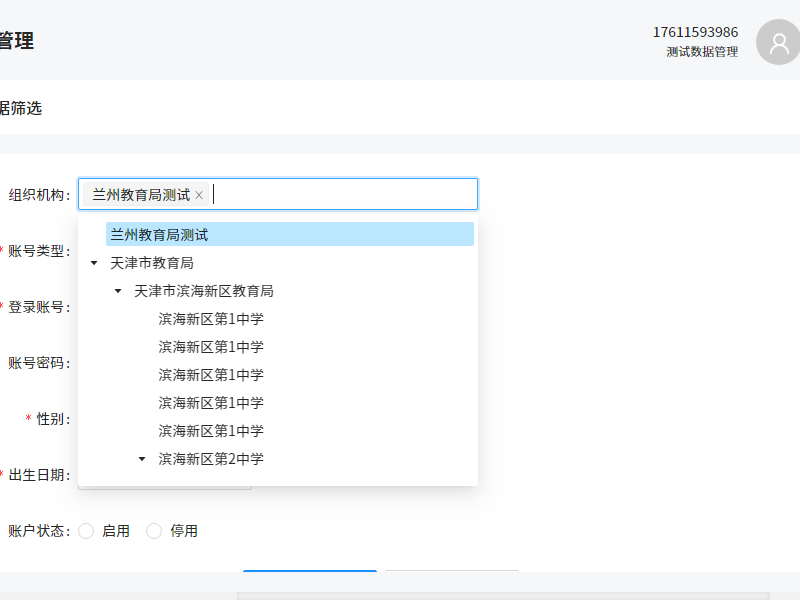 管理
17611593986
测试数据管理
据筛选
组织机构:
兰州教育局测试
兰州教育局测试
* 账号类型:
天津市教育局
天津市滨海新区教育局
* 登录账号:
滨海新区第1中学
滨海新区第1中学
账号密码:
滨海新区第1中学
滨海新区第1中学
* 性别:
滨海新区第1中学
滨海新区第2中学
* 出生日期:
账户状态: 启用 停用